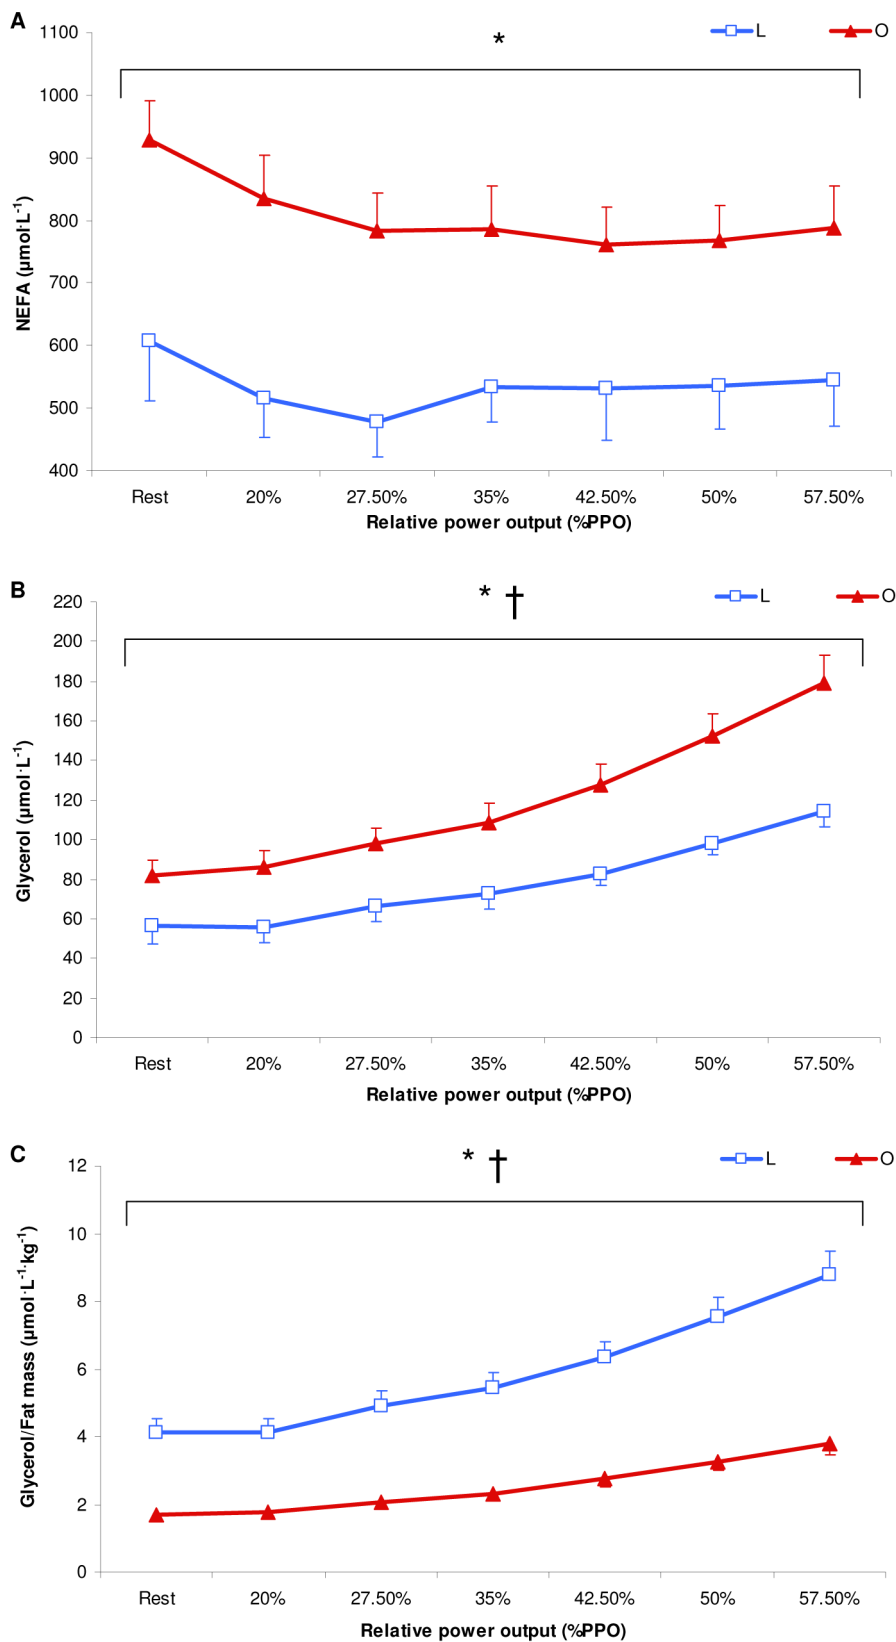 A
L
O
*
1100
1000
900
800
700
600
500
400
NEFA (µmol·L⁻¹)
Rest 20% 27.50% 35% 42.50% 50% 57.50%
Relative power output (%PPO)
B
L
O
* †
220
200
180
160
140
120
100
80
60
40
20
0
Glycerol (µmol·L⁻¹)
Rest 20% 27.50% 35% 42.50% 50% 57.50%
Relative power output (%PPO)
C
L
O
* †
12
10
8
6
4
2
0
Glycerol/Fat mass (µmol·L⁻¹·kg⁻¹)
Rest 20% 27.50% 35% 42.50% 50% 57.50%
Relative power output (%PPO)